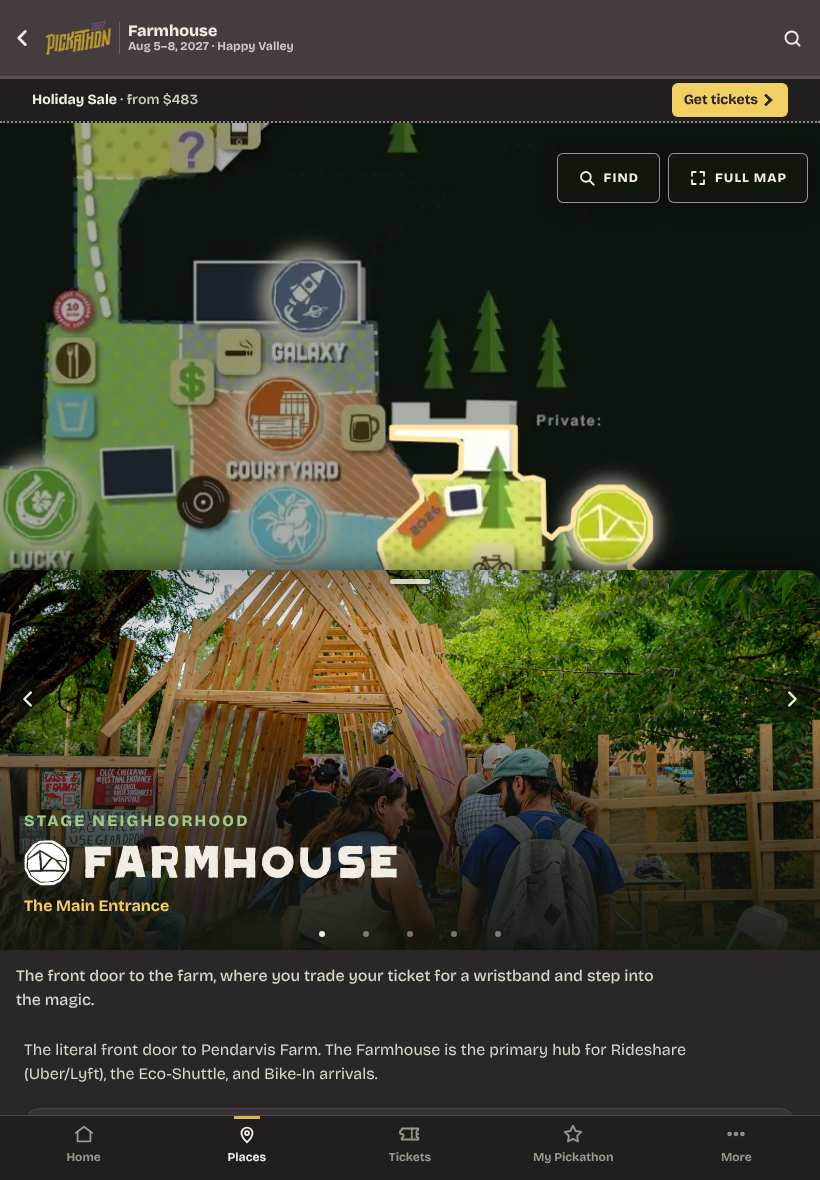 PICKATHON
Farmhouse
Aug 5–8, 2027 · Happy Valley
Holiday Sale · from $483
Get tickets
?
FIND
FULL MAP
10
GALAXY
$
COURTYARD
Private:
LUCKY
STAGE NEIGHBORHOOD
FARMHOUSE
The Main Entrance
The front door to the farm, where you trade your ticket for a wristband and step into
the magic.
The literal front door to Pendarvis Farm. The Farmhouse is the primary hub for Rideshare
(Uber/Lyft), the Eco-Shuttle, and Bike-In arrivals.
Home
Places
Tickets
My Pickathon
More